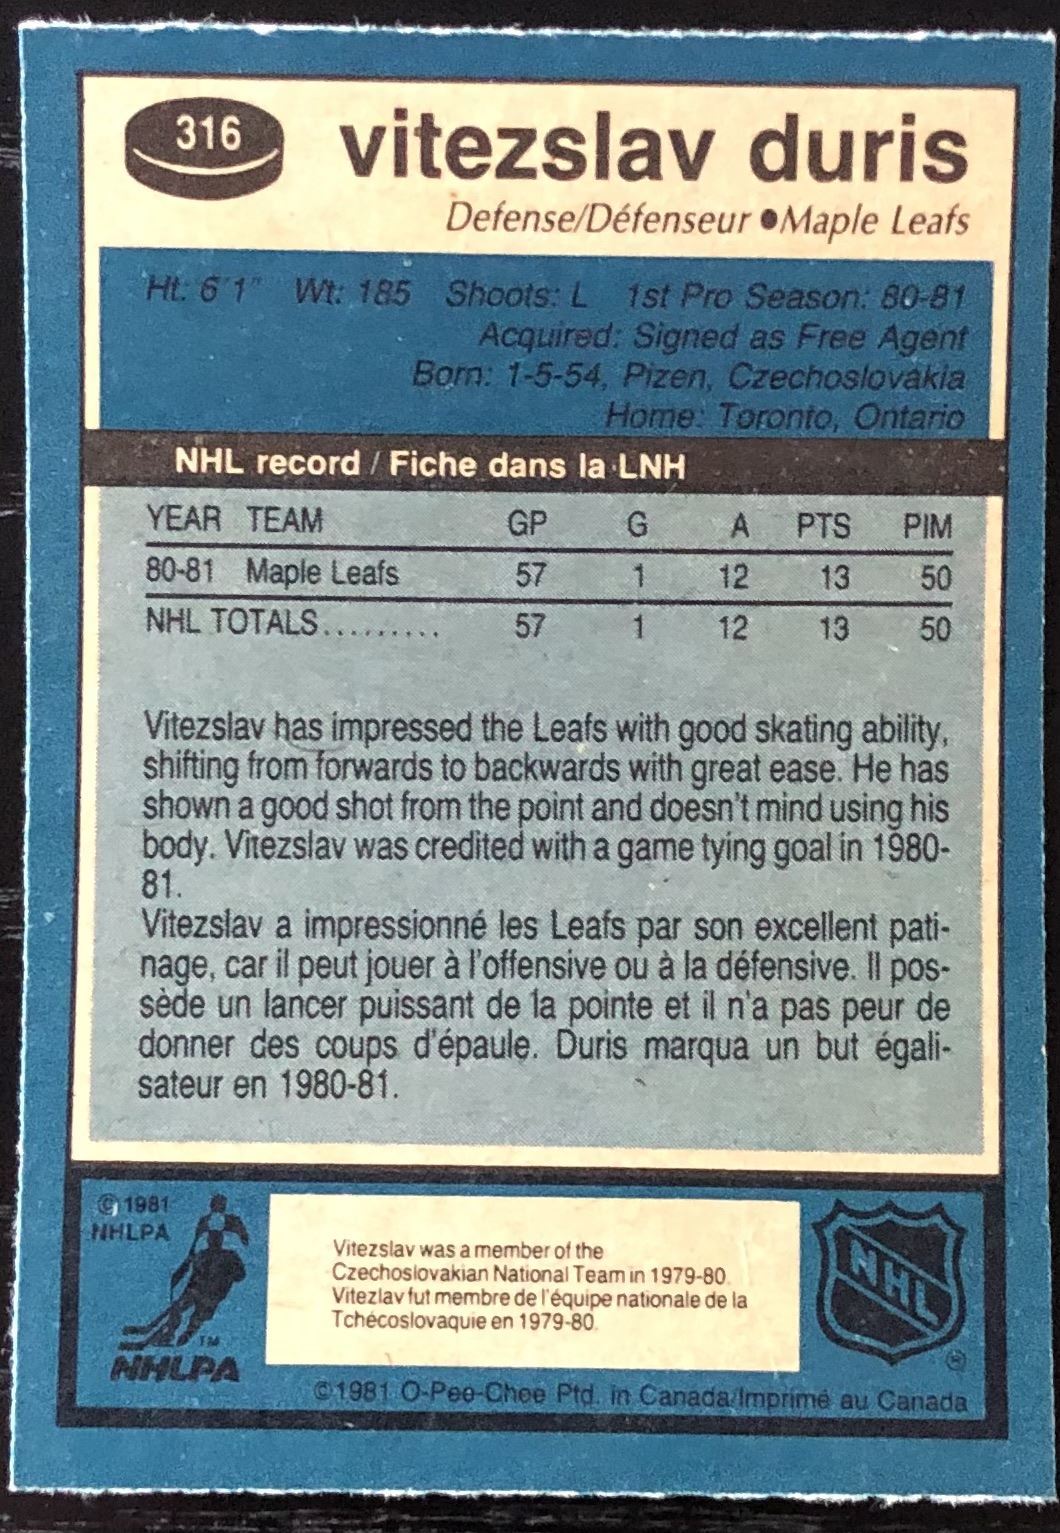 316
vitezslav duris
Defense/Défenseur ● Maple Leafs
Ht: 6'1" Wt: 185 Shoots: L 1st Pro Season: 80-81
Acquired: Signed as Free Agent
Born: 1-5-54, Pizen, Czechoslovakia
Home: Toronto, Ontario
NHL record / Fiche dans la LNH
YEAR TEAM GP G A PTS PIM
80-81 Maple Leafs 57 1 12 13 50
NHL TOTALS......... 57 1 12 13 50
Vitezslav has impressed the Leafs with good skating ability,
shifting from forwards to backwards with great ease. He has
shown a good shot from the point and doesn't mind using his
body. Vitezslav was credited with a game tying goal in 1980-
81.
Vitezslav a impressionné les Leafs par son excellent pati-
nage, car il peut jouer à l'offensive ou à la défensive. Il pos-
sède un lancer puissant de la pointe et il n'a pas peur de
donner des coups d'épaule. Duris marqua un but égali-
sateur en 1980-81.
© 1981
NHLPA
TM
NHLPA
Vitezslav was a member of the
Czechoslovakian National Team in 1979-80.
Vitezlav fut membre de l'équipe nationale de la
Tchécoslovaquie en 1979-80.
NHL
®
©1981 O-Pee-Chee Ptd. in Canada/Imprimé au Canada